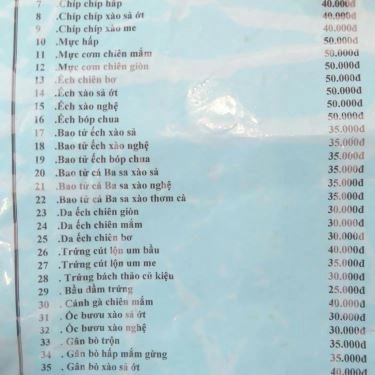 7 .Chíp chíp hấp 40.000đ
8 .Chíp chíp xào sả ớt 40.000đ
9 .Chíp chíp xào me 40.000đ
10 .Mực hấp 50.000đ
11 .Mực cơm chiên mắm 50.000đ
12 .Mực cơm chiên giòn 50.000đ
13 .Ếch chiên bơ 50.000đ
14 .Ếch xào sả ớt 50.000đ
15 .Ếch xào nghệ 50.000đ
16 .Ếch bóp chua 50.000đ
17 .Bao tử ếch xào sả 35.000đ
18 .Bao tử ếch xào nghệ 35.000đ
19 .Bao tử ếch bóp chua 35.000đ
20 .Bao tử cá Ba sa xào sả 35.000đ
21 .Bao tử cá Ba sa xào nghệ 35.000đ
22 .Bao tử cá Ba sa xào thơm cà 35.000đ
23 .Da ếch chiên giòn 30.000đ
24 .Da ếch chiên mắm 30.000đ
25 .Da ếch chiên bơ 30.000đ
26 .Trứng cút lộn um bầu 40.000đ
27 .Trứng cút lộn um me 35.000đ
28 .Trứng bách thảo củ kiệu 30.000đ
29 . Bầu dầm trứng 25.000đ
30 . Cánh gà chiên mắm 40.000đ
31 . Ốc bươu xào sả ớt 30.000đ
32 . Ốc bươu xào nghệ 30.000đ
33 . Gân bò trộn 35.000đ
34 . Gân bò hấp mắm gừng 35.000đ
35 . Gân bò xào sả ớt 40.000đ